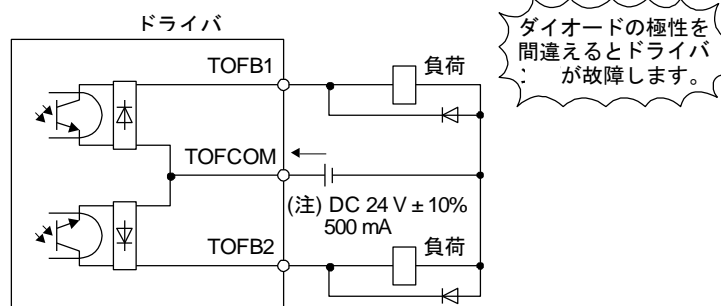 ドライバ
ダイオードの極性を
間違えるとドライバ
が故障します。
TOFB1
負荷
TOFCOM
(注) DC 24 V ± 10%
500 mA
TOFB2
負荷